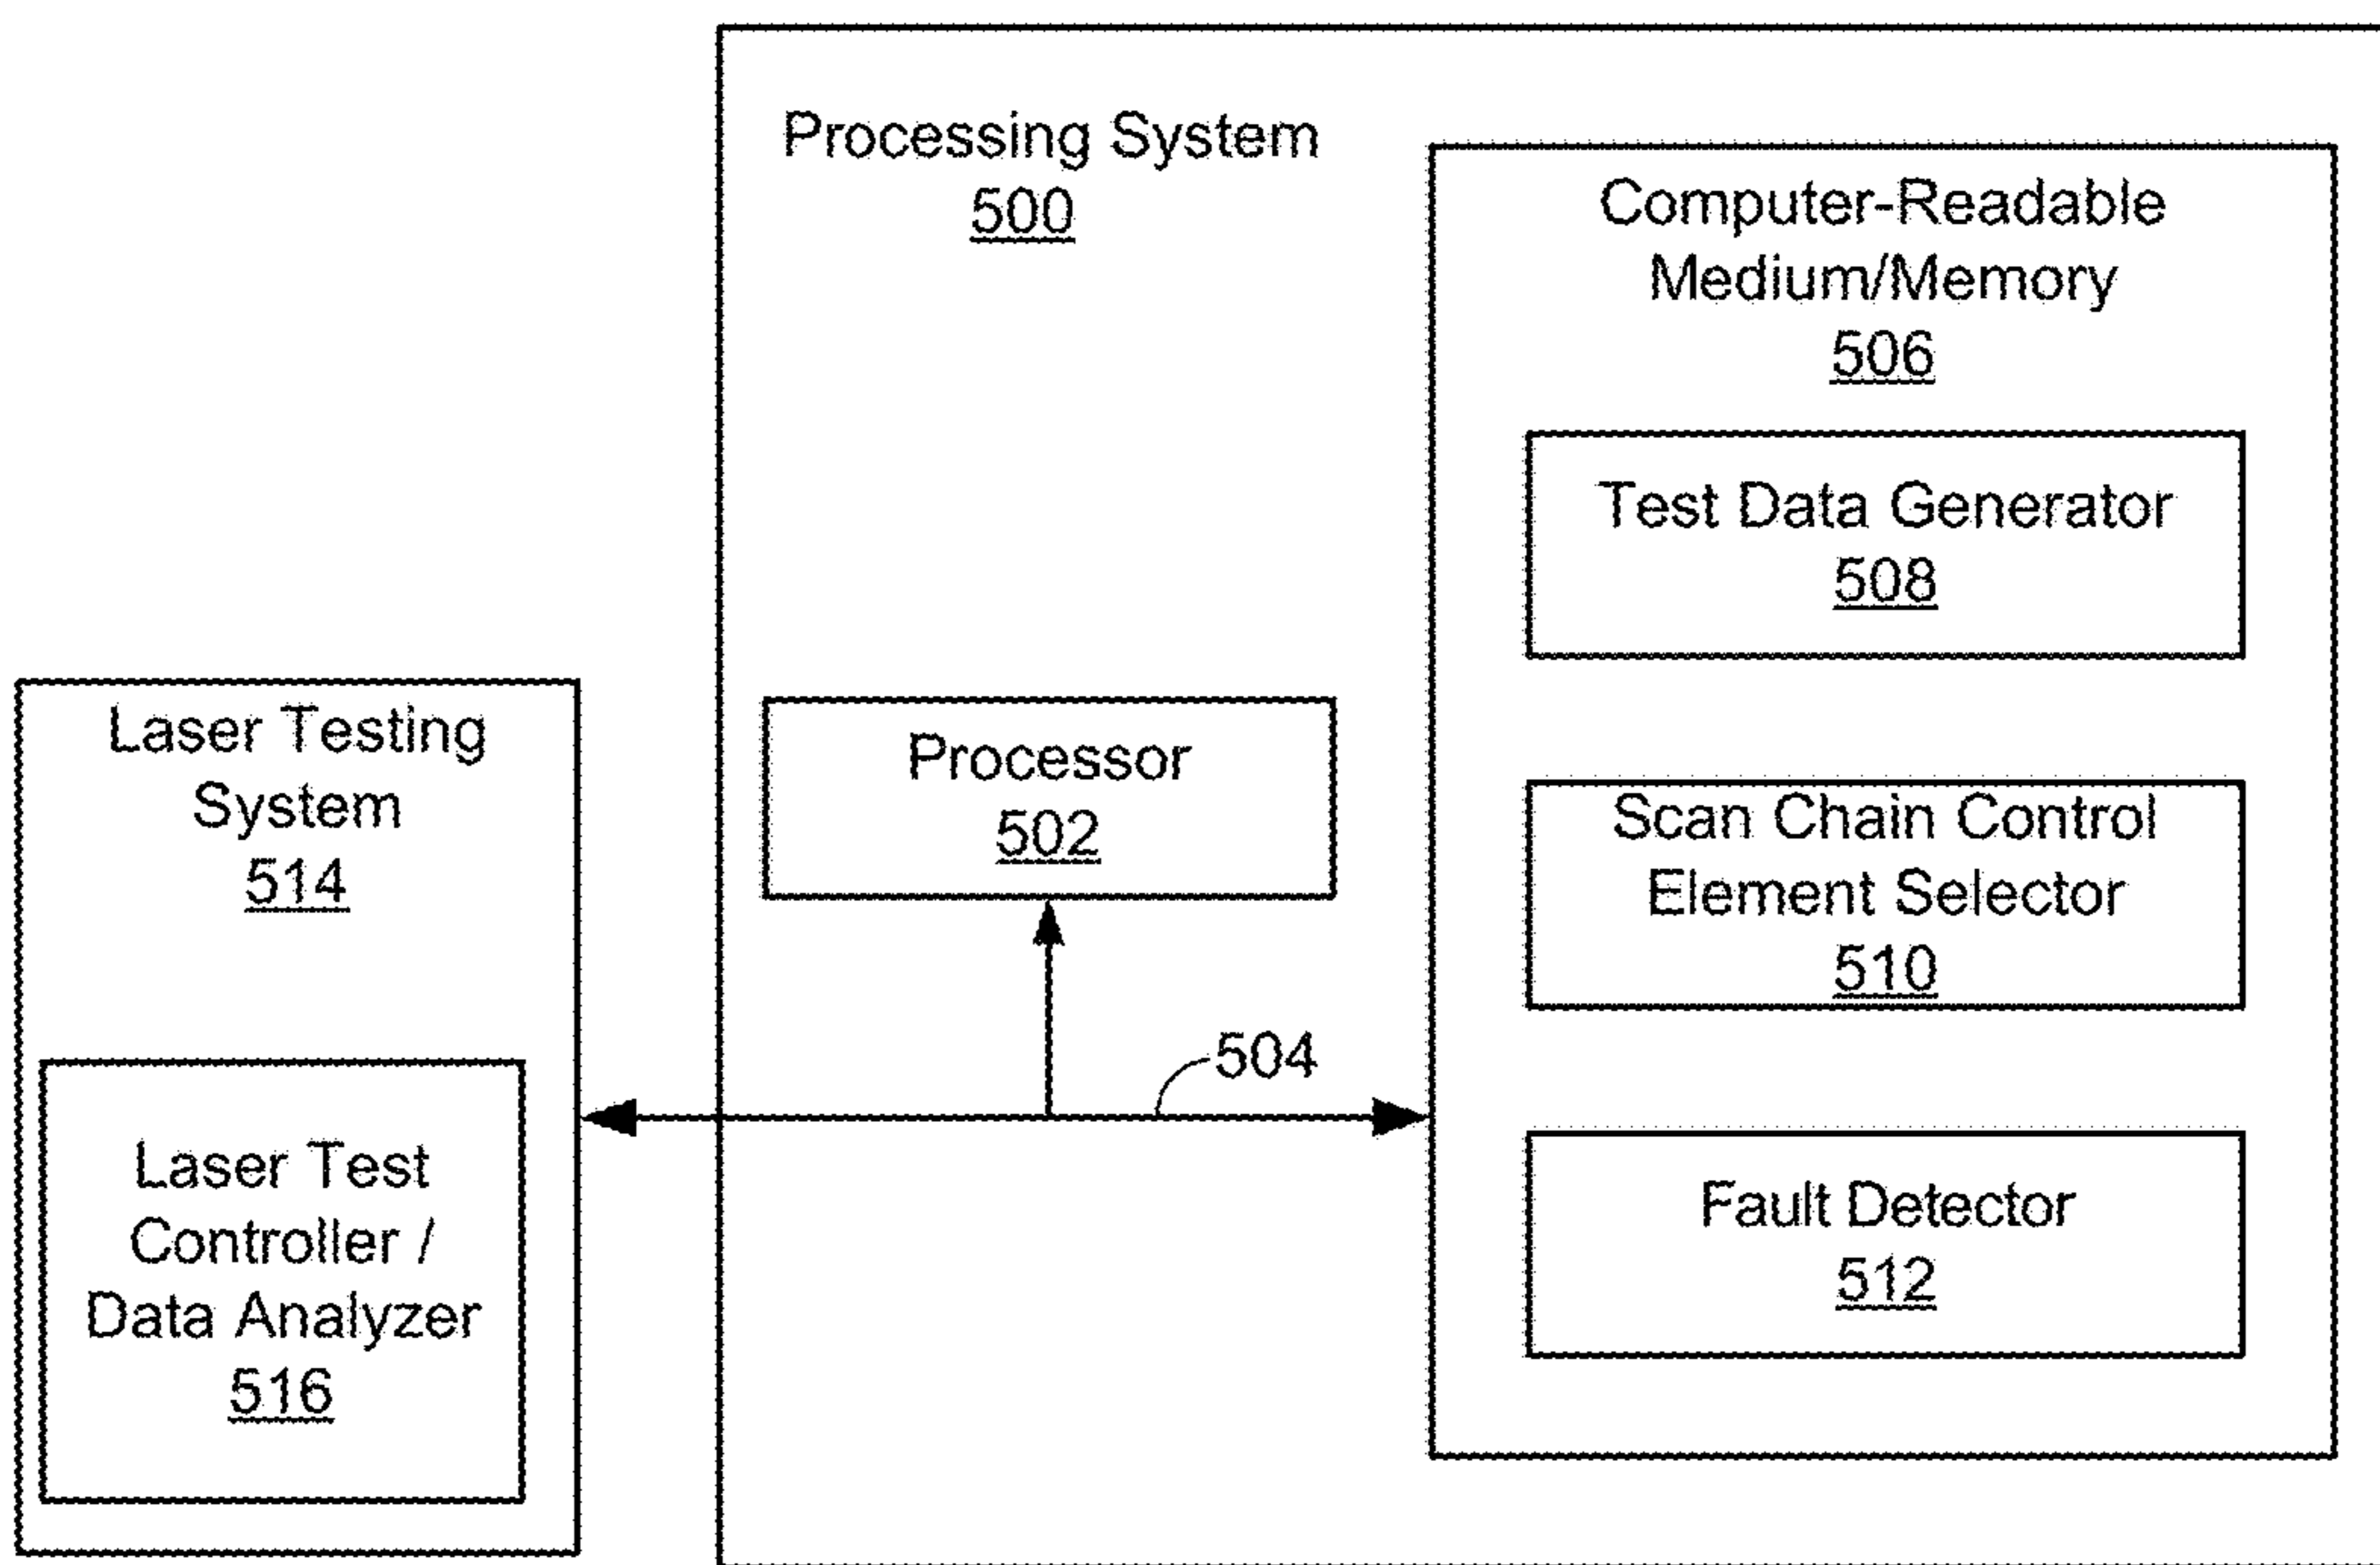 Processing System
500
Computer-Readable
Medium/Memory
506
Test Data Generator
508
Laser Testing
System
514
Processor
502
Scan Chain Control
Element Selector
510
504
Laser Test
Controller /
Data Analyzer
516
Fault Detector
512